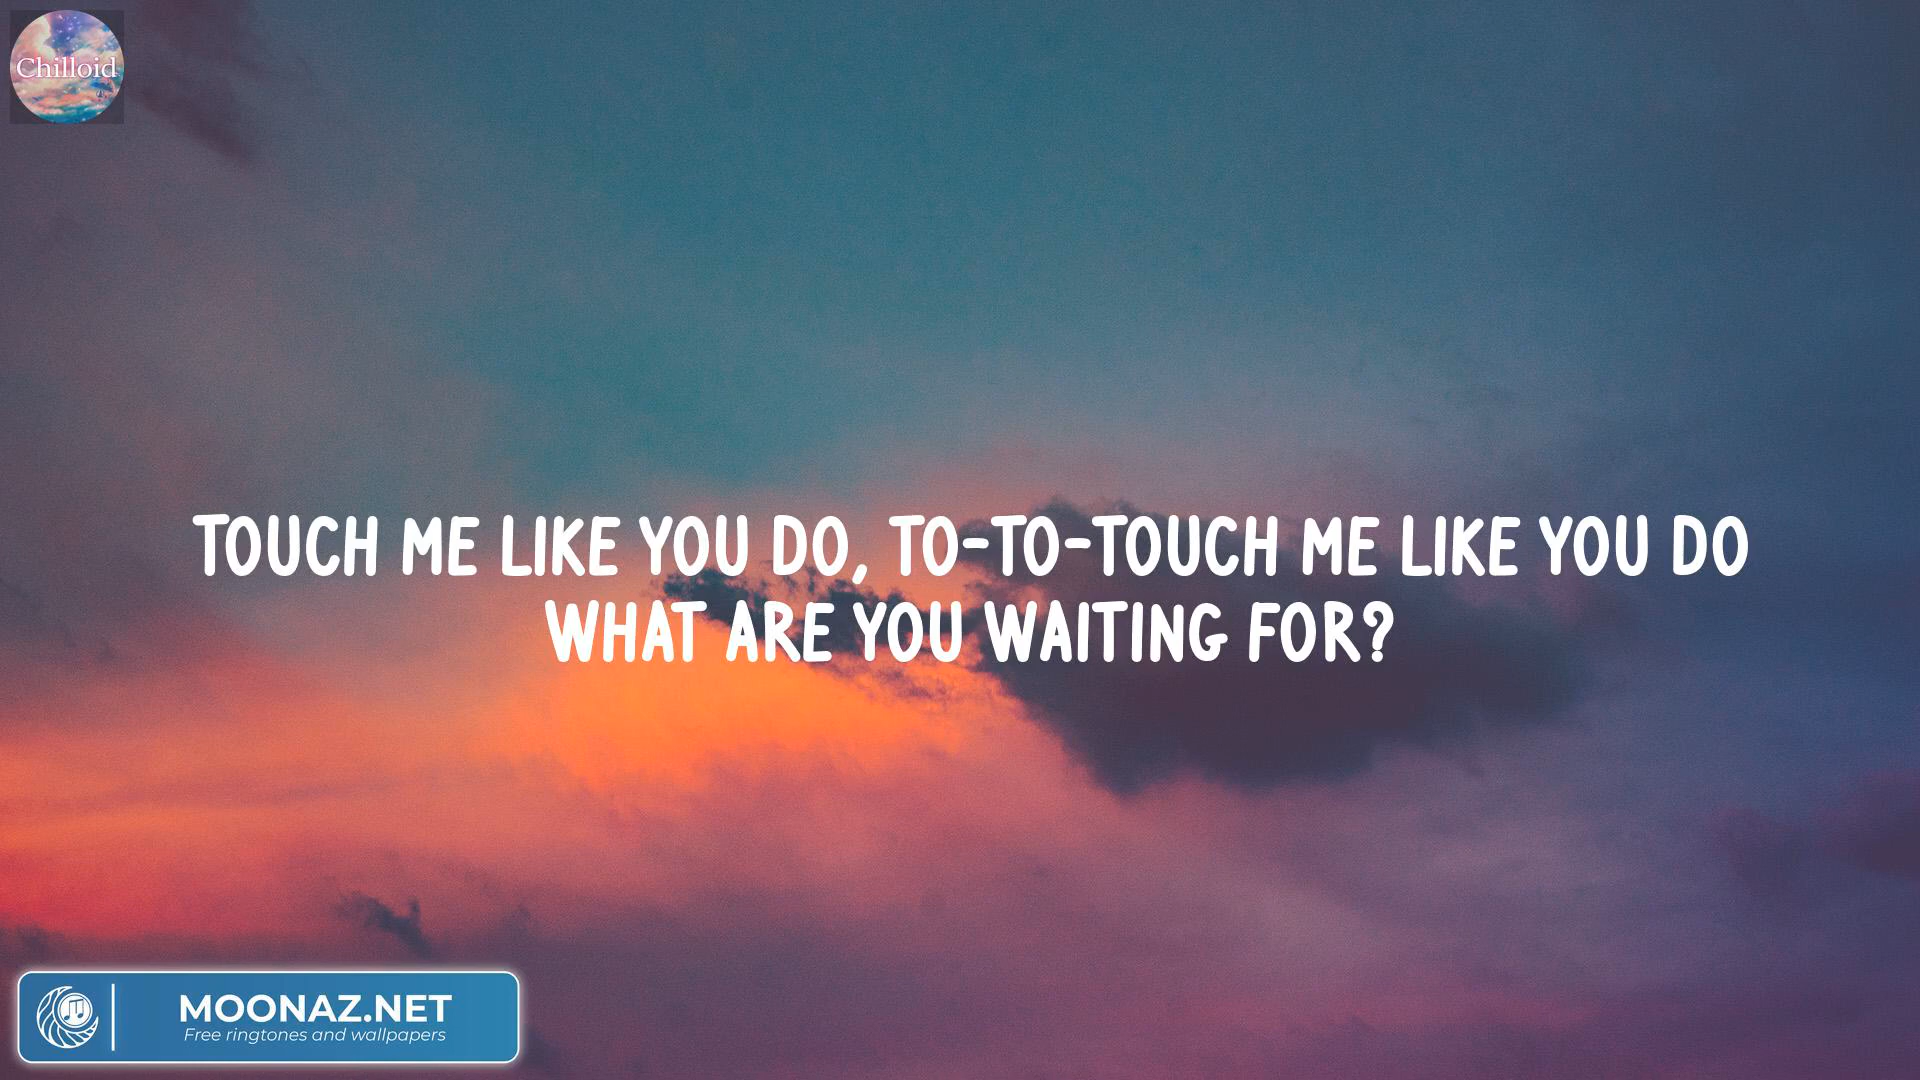 Chilloid
TOUCH ME LIKE YOU DO, TO-TO-TOUCH ME LIKE YOU DO
WHAT ARE YOU WAITING FOR?
MOONAZ.NET
Free ringtones and wallpapers